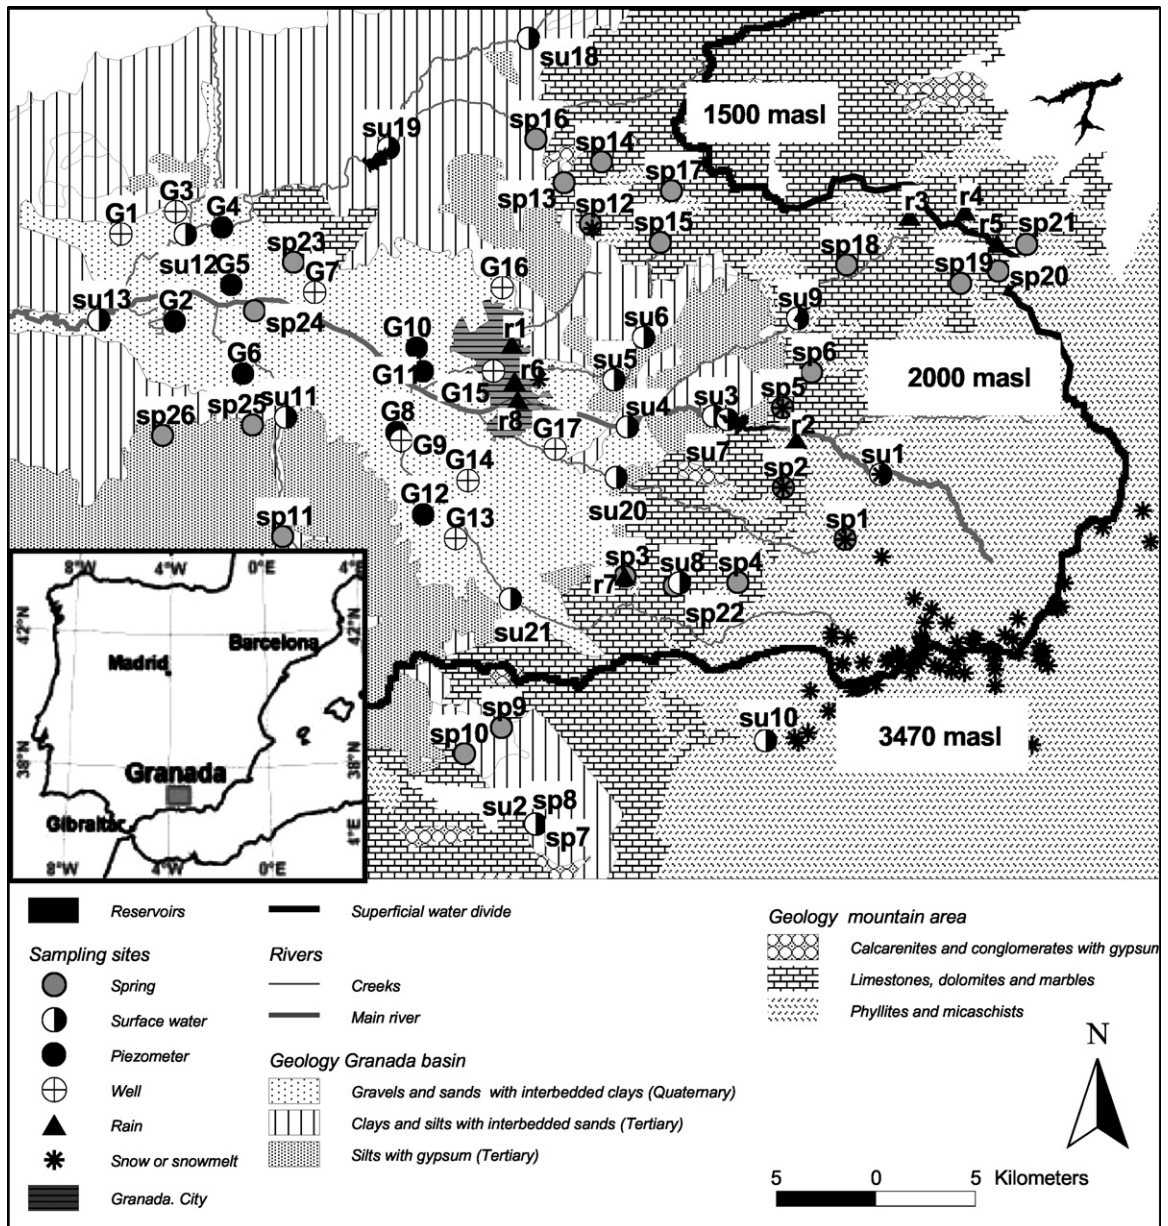 su18
1500 masl
su19
sp16
sp14
sp17
sp13
sp12
sp15
G3
G1
G4
r3
r4
r5
sp21
sp18
sp19
sp20
su12
sp23
G5
G7
G16
su13
G2
sp24
su9
su6
G10
r1
G6
G11
r6
su5
sp6
2000 masl
G15
sp5
su3
sp26
sp25
su11
G8
r8
su4
r2
G9
G17
su7
su1
G14
sp2
G12
su20
sp11
G13
sp1
sp3
su8
sp4
r7
sp22
su21
8°W
4°W
0°E
4°E
42°N
42°N
Barcelona
Madrid
38°N
38°N
Granada
Gibraltar
4°E
8°W
4°W
0°E
sp9
sp10
su10
3470 masl
su2
sp8
sp7
Reservoirs
Superficial water divide
Geology mountain area
Calcarenites and conglomerates with gypsum
Limestones, dolomites and marbles
Phyllites and micaschists
Sampling sites
Spring
Surface water
Piezometer
Well
Rain
Snow or snowmelt
Granada. City
Rivers
Creeks
Main river
Geology Granada basin
Gravels and sands with interbedded clays (Quaternary)
Clays and silts with interbedded sands (Tertiary)
Silts with gypsum (Tertiary)
N
5 0 5 Kilometers